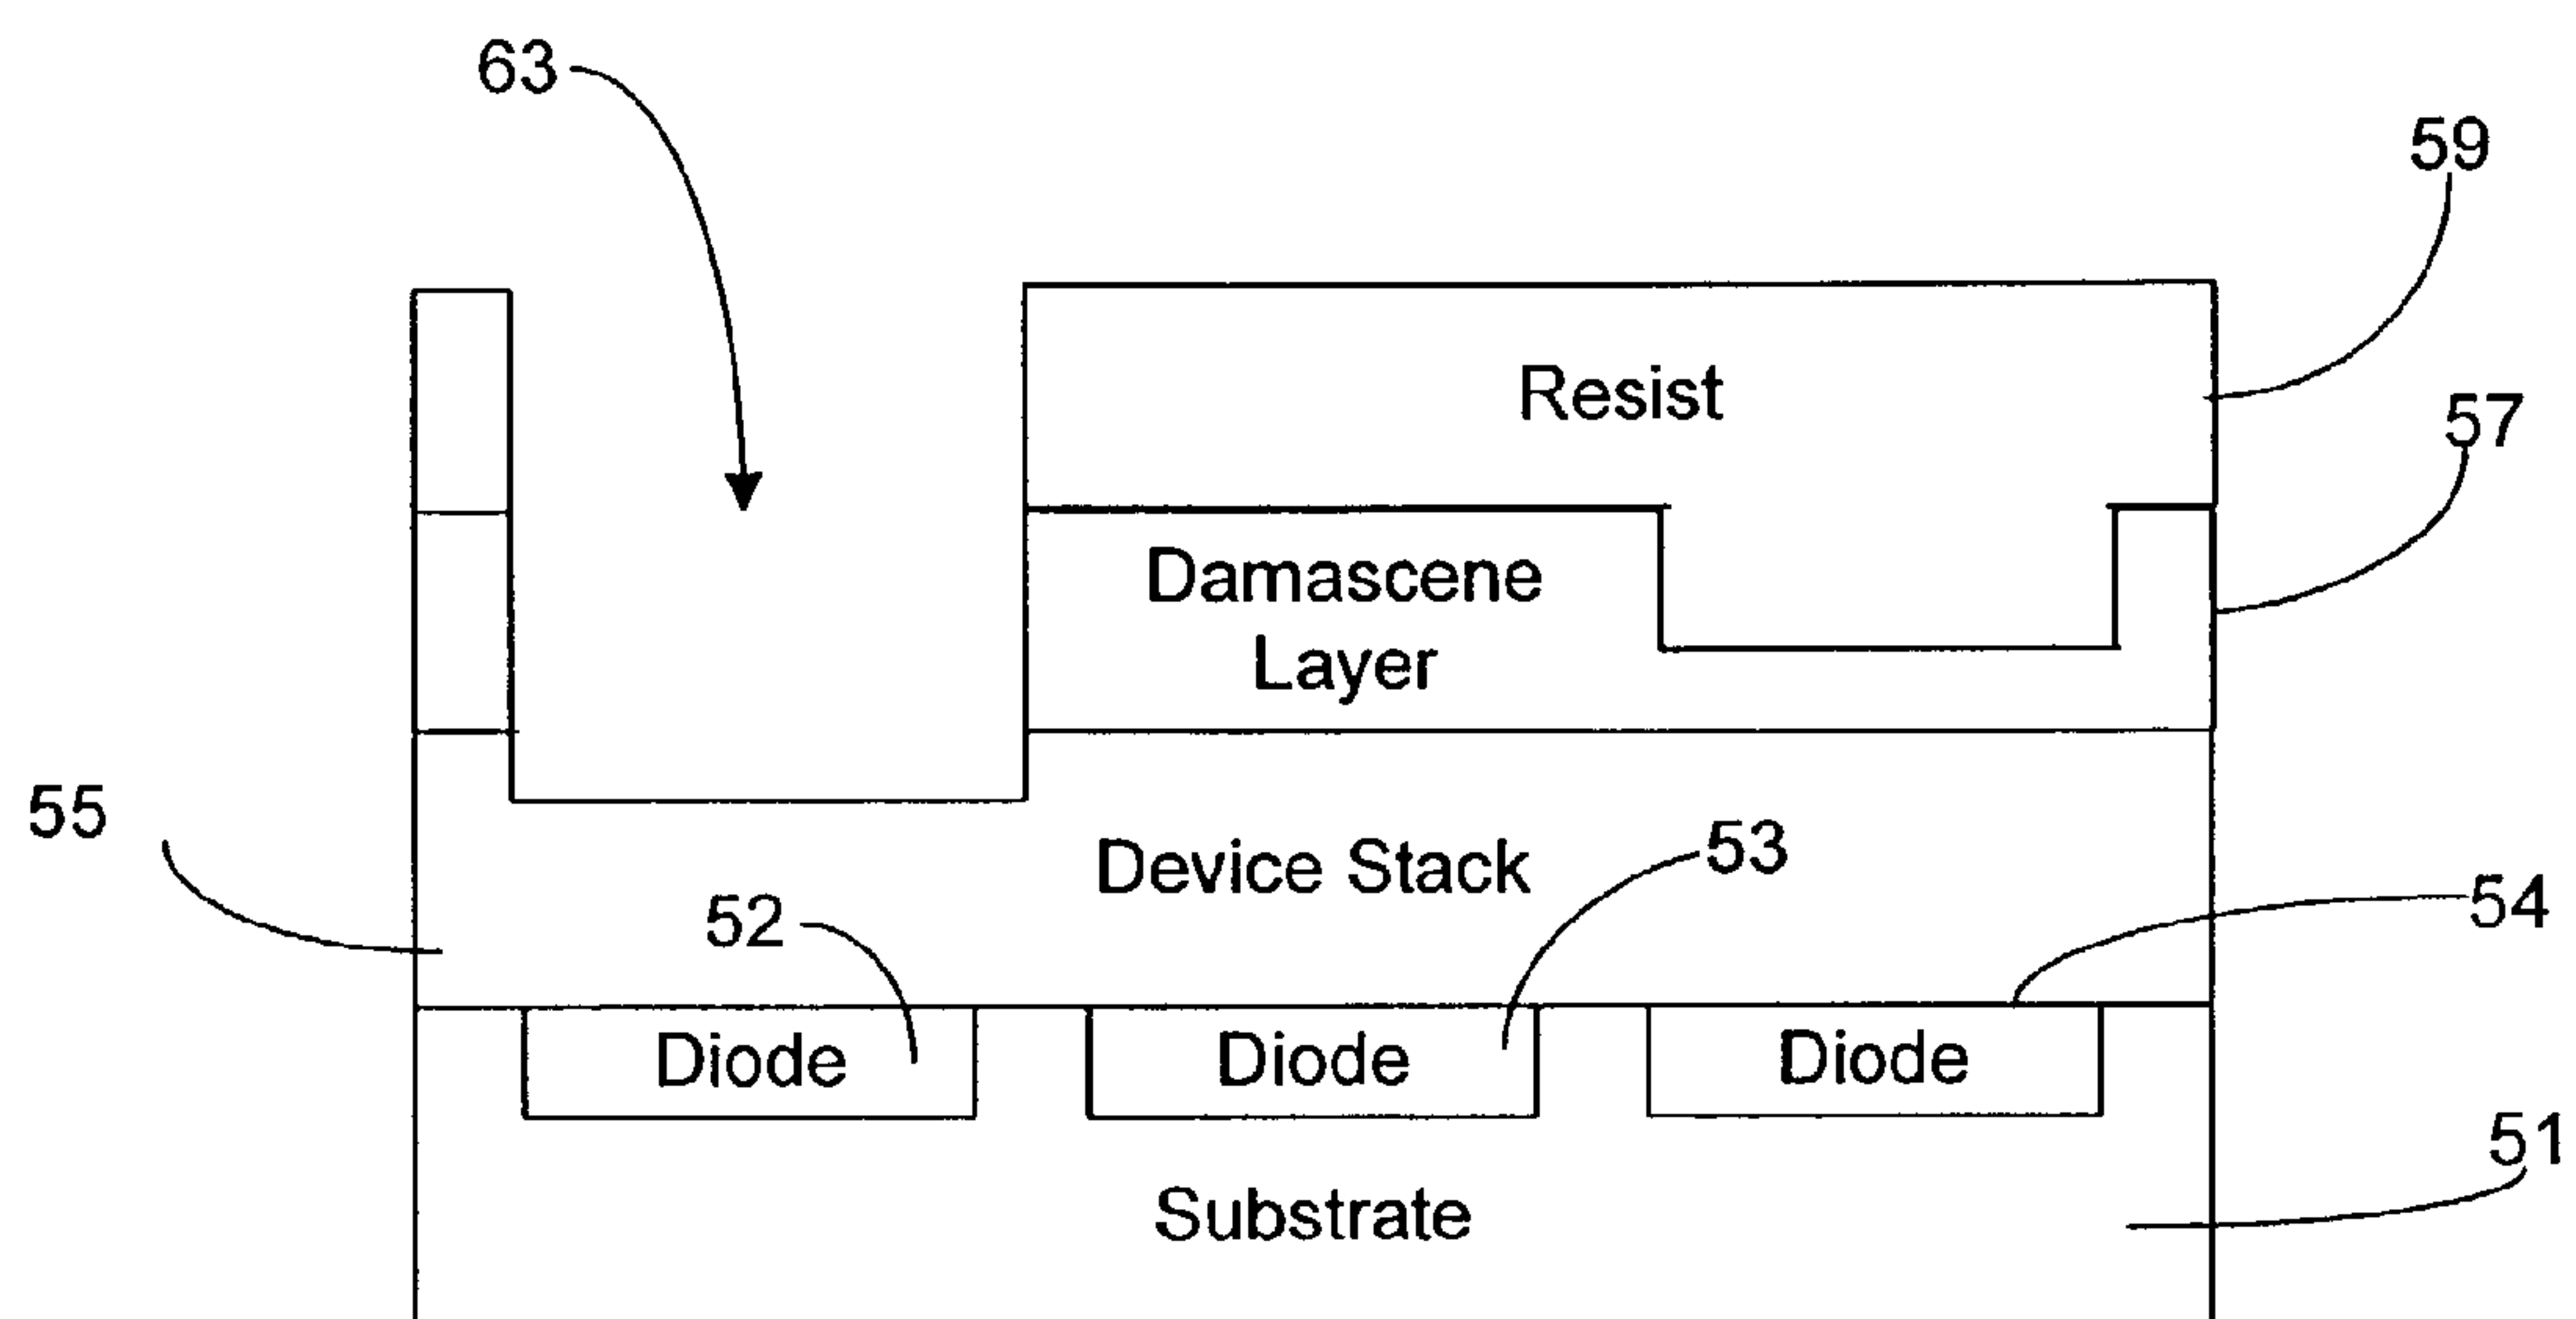 63
59
Resist
57
Damascene
Layer
55
Device Stack
53
52
54
Diode
Diode
Diode
51
Substrate